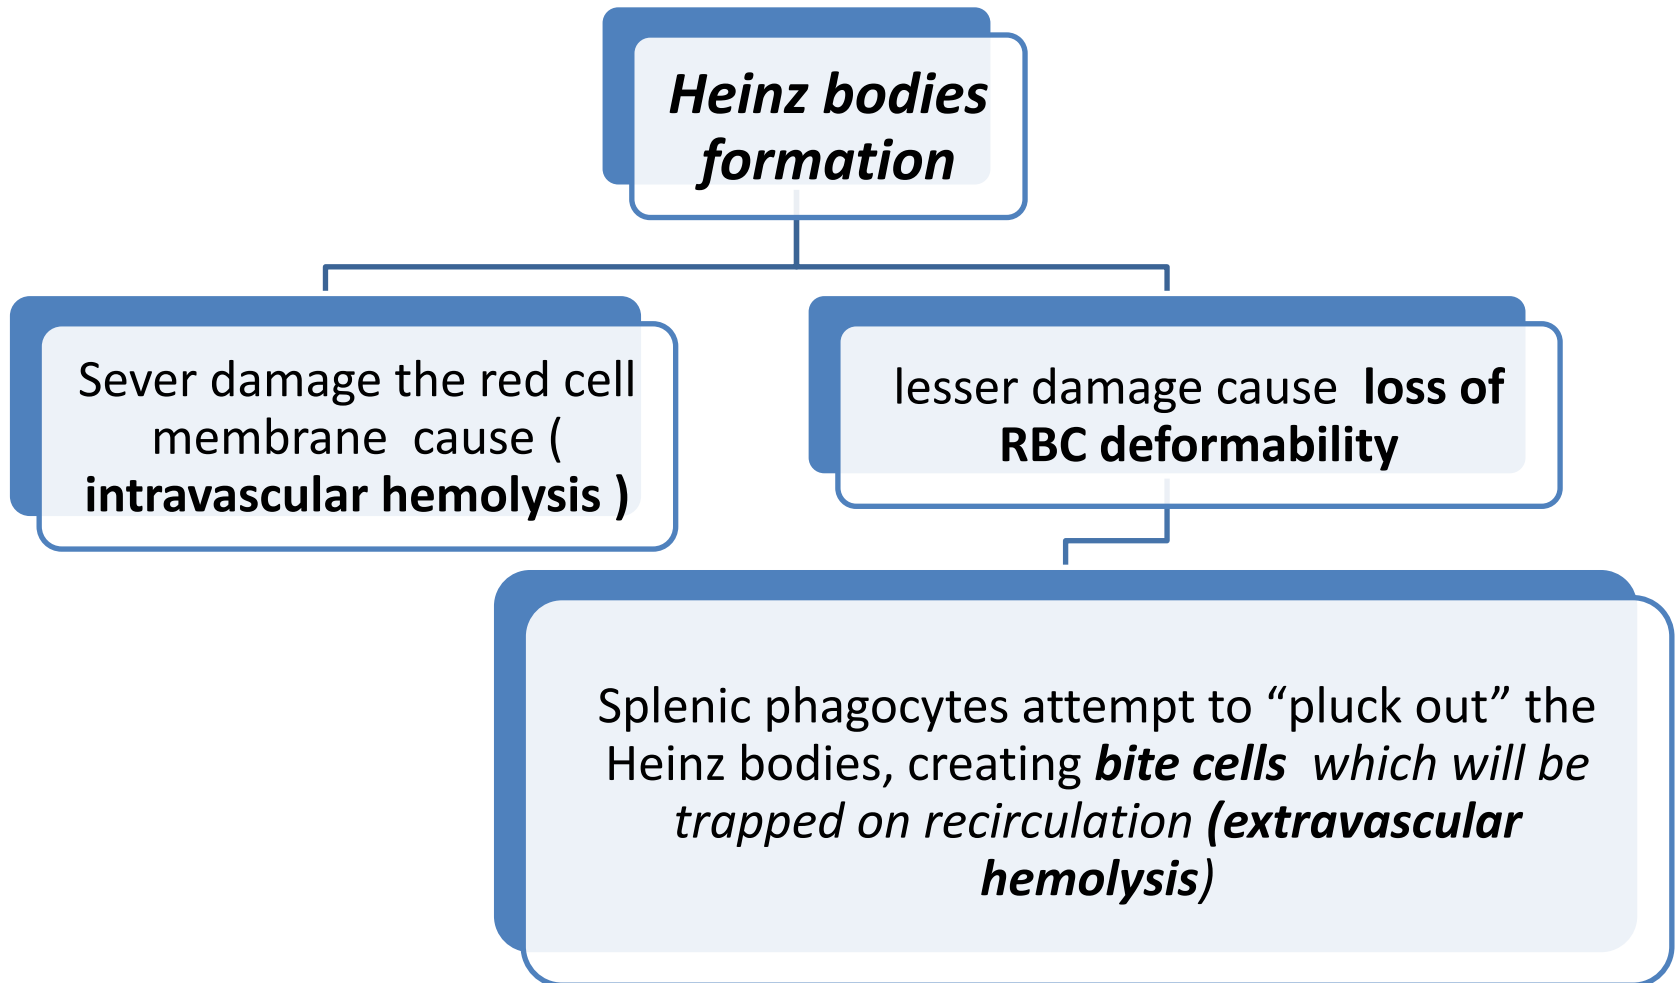 Heinz bodies
formation
Sever damage the red cell
membrane  cause (
intravascular hemolysis )
lesser damage cause  loss of
RBC deformability
Splenic phagocytes attempt to “pluck out” the
Heinz bodies, creating bite cells  which will be
trapped on recirculation (extravascular
hemolysis)